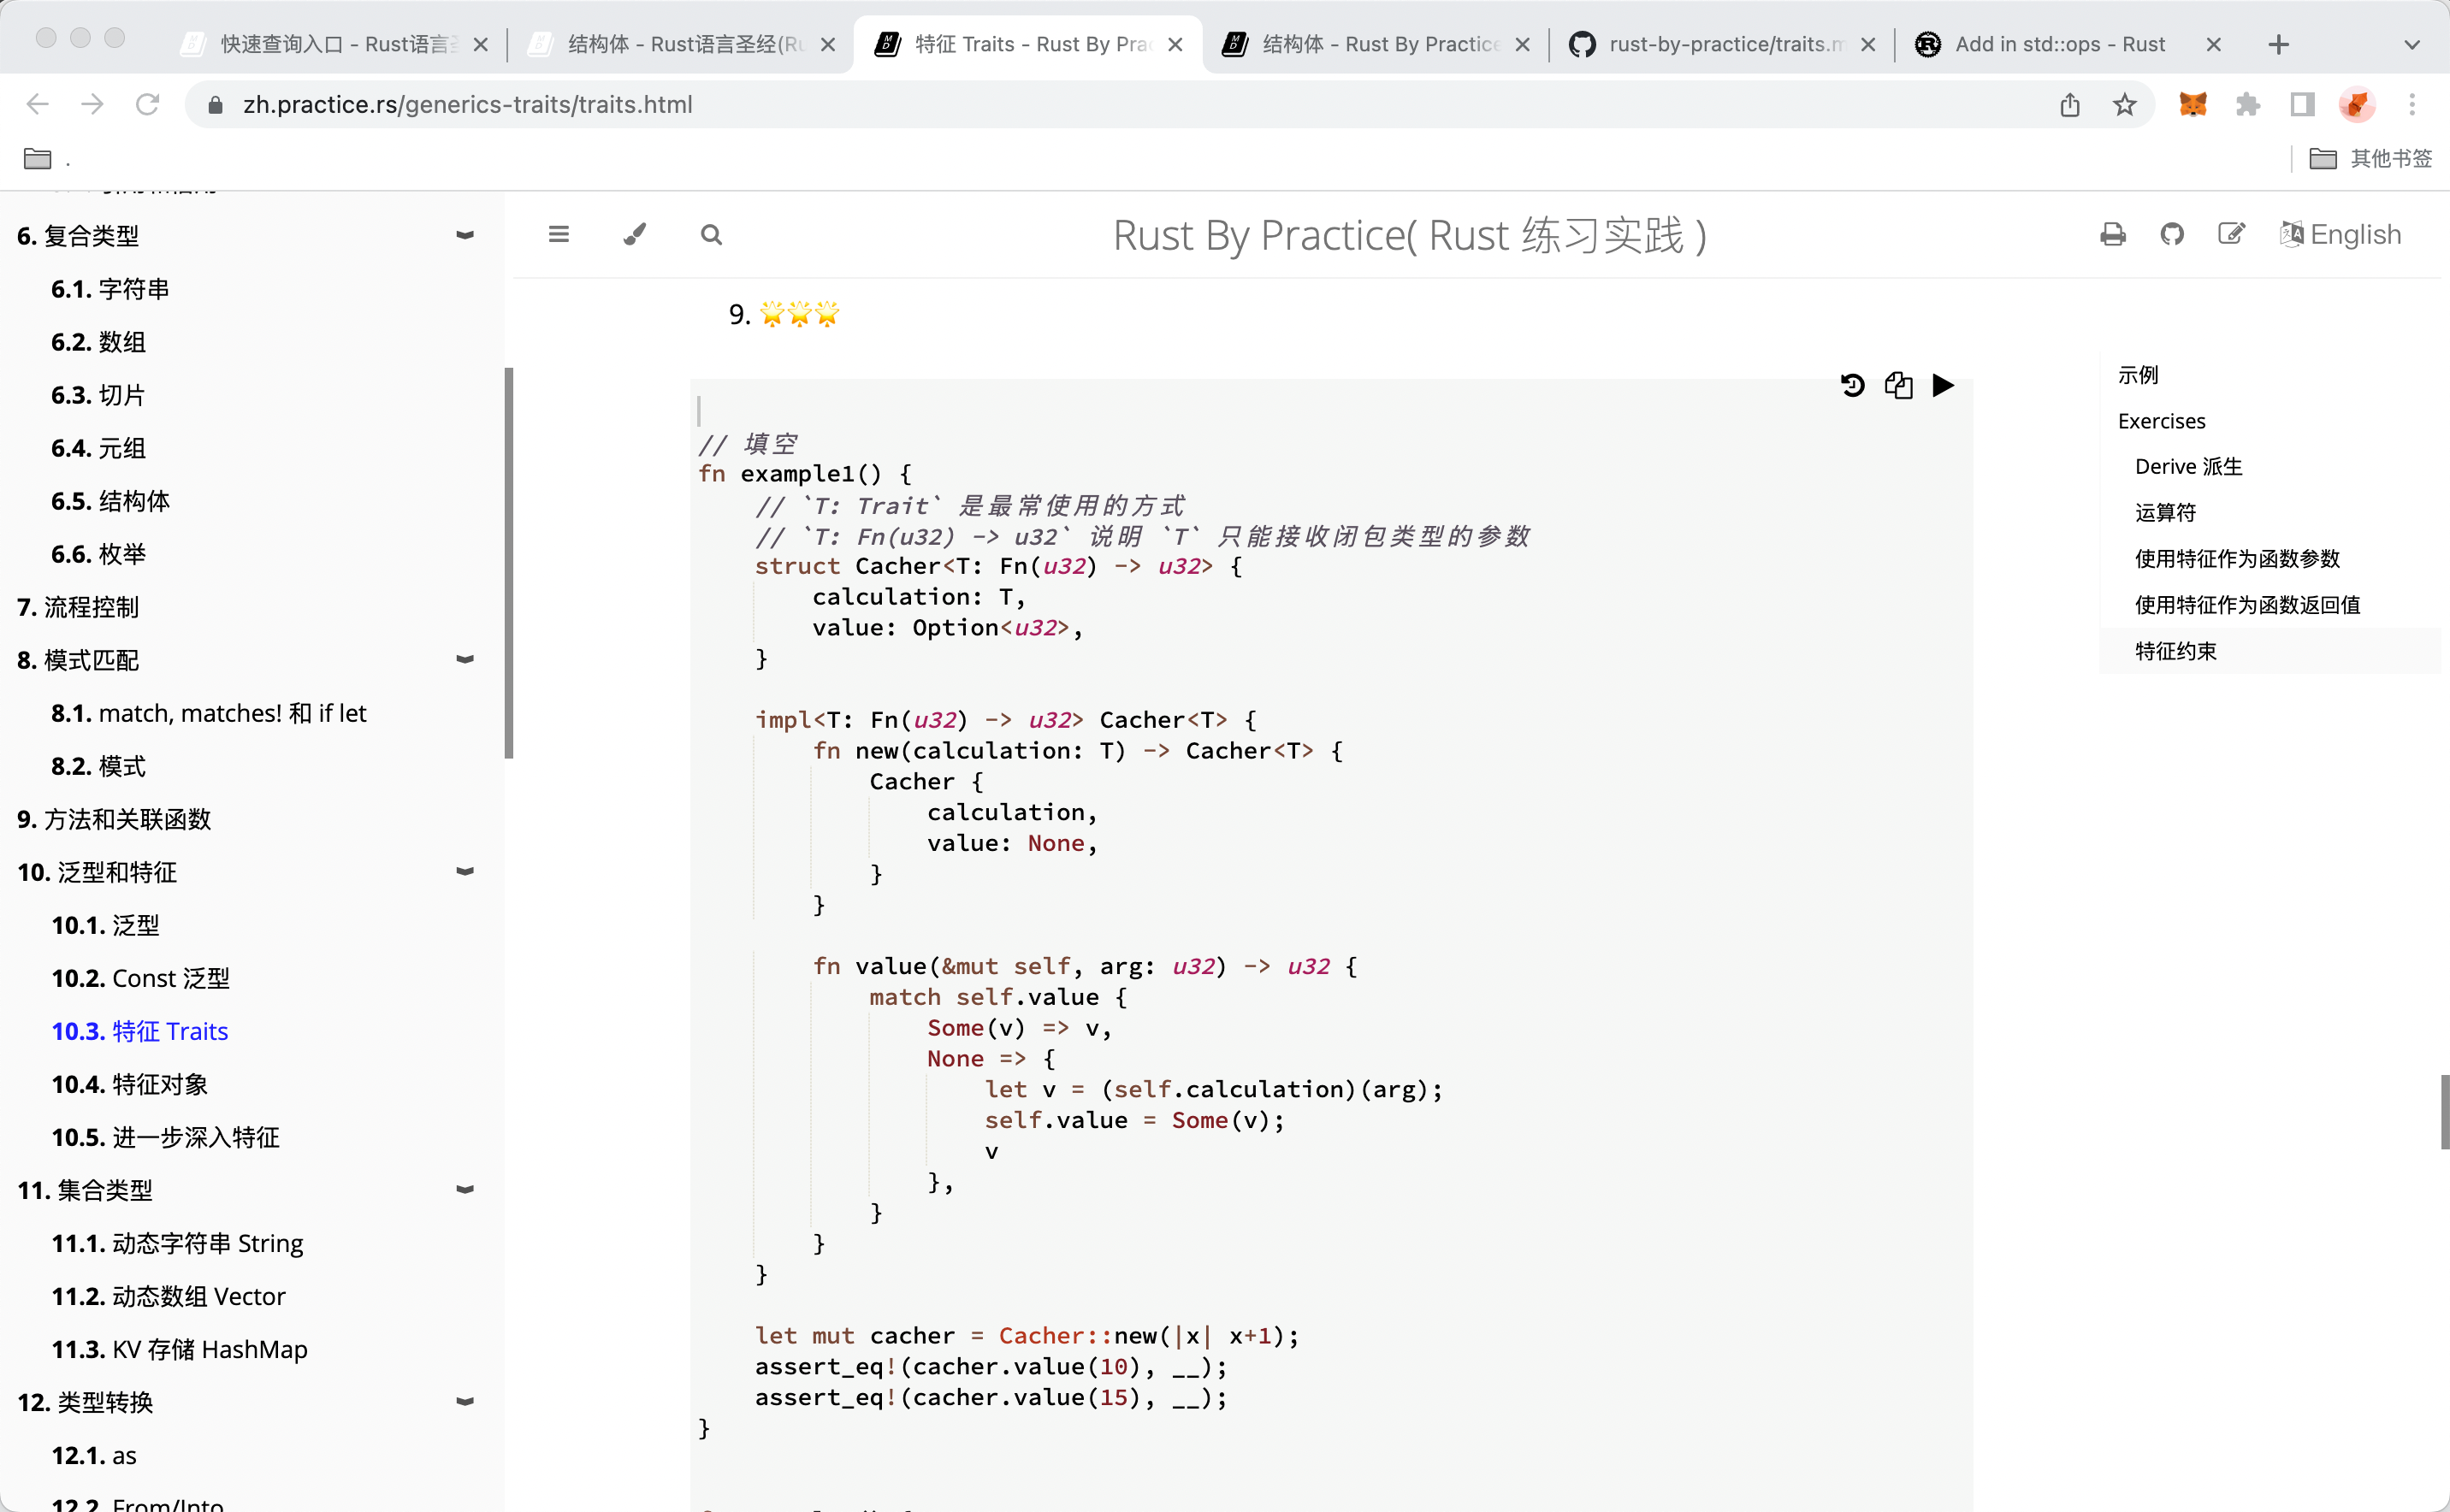 快速查询入口 - Rust语言
结构体 - Rust语言圣经(Ru
特征 Traits - Rust By Pra
结构体 - Rust By Practice
rust-by-practice/traits.m
Add in std::ops - Rust
zh.practice.rs/generics-traits/traits.html
.
其他书签
6. 复合类型
6.1. 字符串
6.2. 数组
6.3. 切片
6.4. 元组
6.5. 结构体
6.6. 枚举
7. 流程控制
8. 模式匹配
8.1. match, matches! 和 if let
8.2. 模式
9. 方法和关联函数
10. 泛型和特征
10.1. 泛型
10.2. Const 泛型
10.3. 特征 Traits
10.4. 特征对象
10.5. 进一步深入特征
11. 集合类型
11.1. 动态字符串 String
11.2. 动态数组 Vector
11.3. KV 存储 HashMap
12. 类型转换
12.1. as
12.2. From/Into
Rust By Practice( Rust 练习实践 )
English
9. 🌟🌟🌟
// 填空
fn example1() {
    // `T: Trait` 是最常使用的方式
    // `T: Fn(u32) -> u32` 说明 `T` 只能接收闭包类型的参数
    struct Cacher<T: Fn(u32) -> u32> {
        calculation: T,
        value: Option<u32>,
    }
    impl<T: Fn(u32) -> u32> Cacher<T> {
        fn new(calculation: T) -> Cacher<T> {
            Cacher {
                calculation,
                value: None,
            }
        }
        fn value(&mut self, arg: u32) -> u32 {
            match self.value {
                Some(v) => v,
                None => {
                    let v = (self.calculation)(arg);
                    self.value = Some(v);
                    v
                },
            }
        }
    }
    let mut cacher = Cacher::new(|x| x+1);
    assert_eq!(cacher.value(10), __);
    assert_eq!(cacher.value(15), __);
}
示例
Exercises
Derive 派生
运算符
使用特征作为函数参数
使用特征作为函数返回值
特征约束